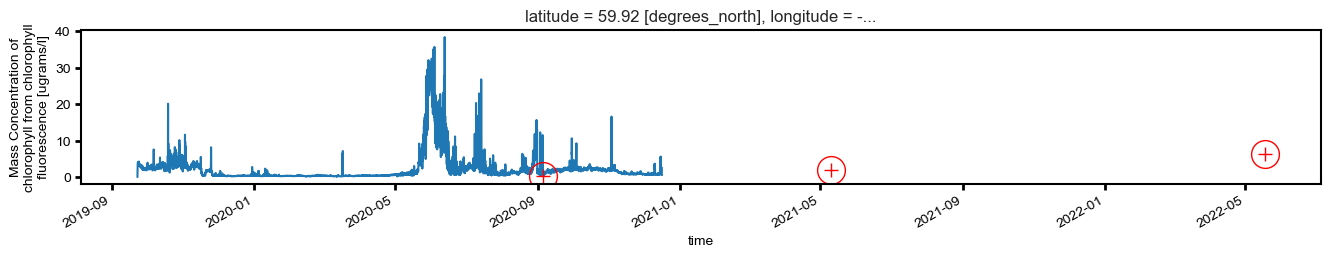 latitude = 59.92 [degrees_north], longitude = -...
Mass Concentration of
chlorophyll from chlorophyll
fluorescence [ugrams/l]
40
30
20
10
0
2019-09
2020-01
2020-05
2020-09
2021-01
2021-05
2021-09
2022-01
2022-05
time